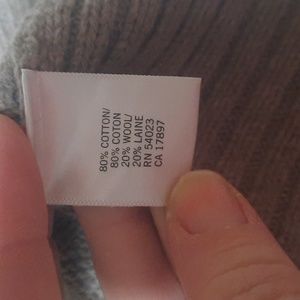 80% COTTON/
80% COTON
20% WOOL/
20% LAINE
RN 54023
CA 17897